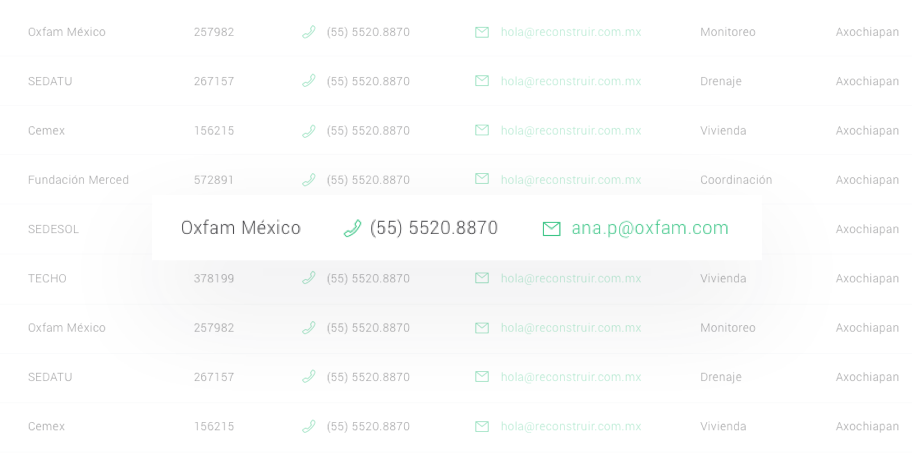 Oxfam México 257982 (55) 5520.8870 hola@reconstruir.com.mx Monitoreo Axochiapan
SEDATU 267157 (55) 5520.8870 hola@reconstruir.com.mx Drenaje Axochiapan
Cemex 156215 (55) 5520.8870 hola@reconstruir.com.mx Vivienda Axochiapan
Fundación Merced 572891 (55) 5520.8870 hola@reconstruir.com.mx Coordinación Axochiapan
SEDESOL Axochiapan
Oxfam México (55) 5520.8870 ana.p@oxfam.com
TECHO 378199 (55) 5520.8870 hola@reconstruir.com.mx Vivienda Axochiapan
Oxfam México 257982 (55) 5520.8870 hola@reconstruir.com.mx Monitoreo Axochiapan
SEDATU 267157 (55) 5520.8870 hola@reconstruir.com.mx Drenaje Axochiapan
Cemex 156215 (55) 5520.8870 hola@reconstruir.com.mx Vivienda Axochiapan